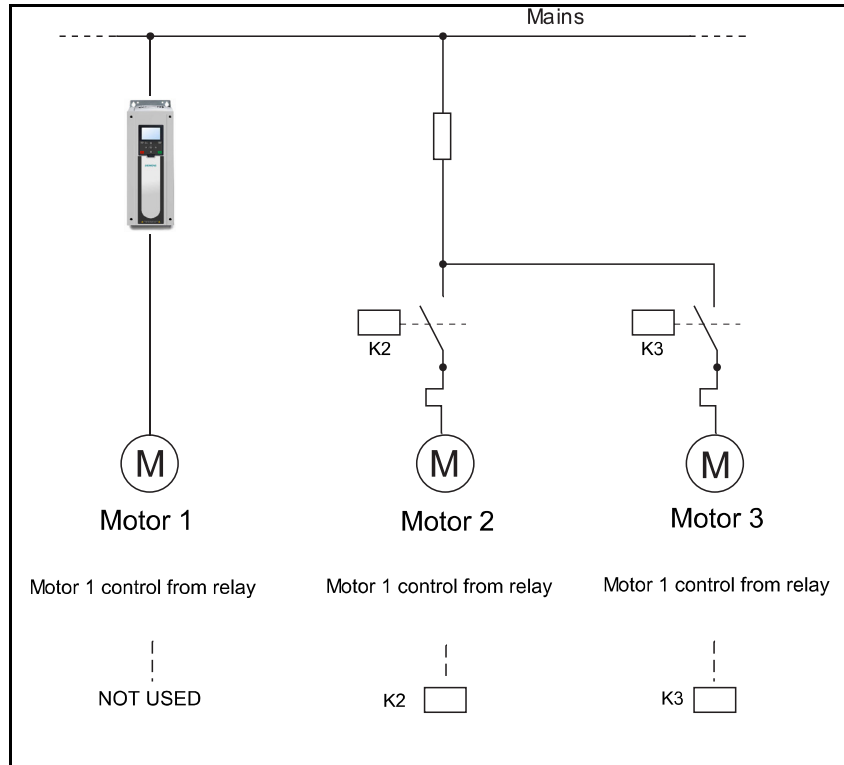 Mains
K2
K3
M
M
M
Motor 1
Motor 2
Motor 3
Motor 1 control from relay
Motor 1 control from relay
Motor 1 control from relay
NOT USED
K2
K3